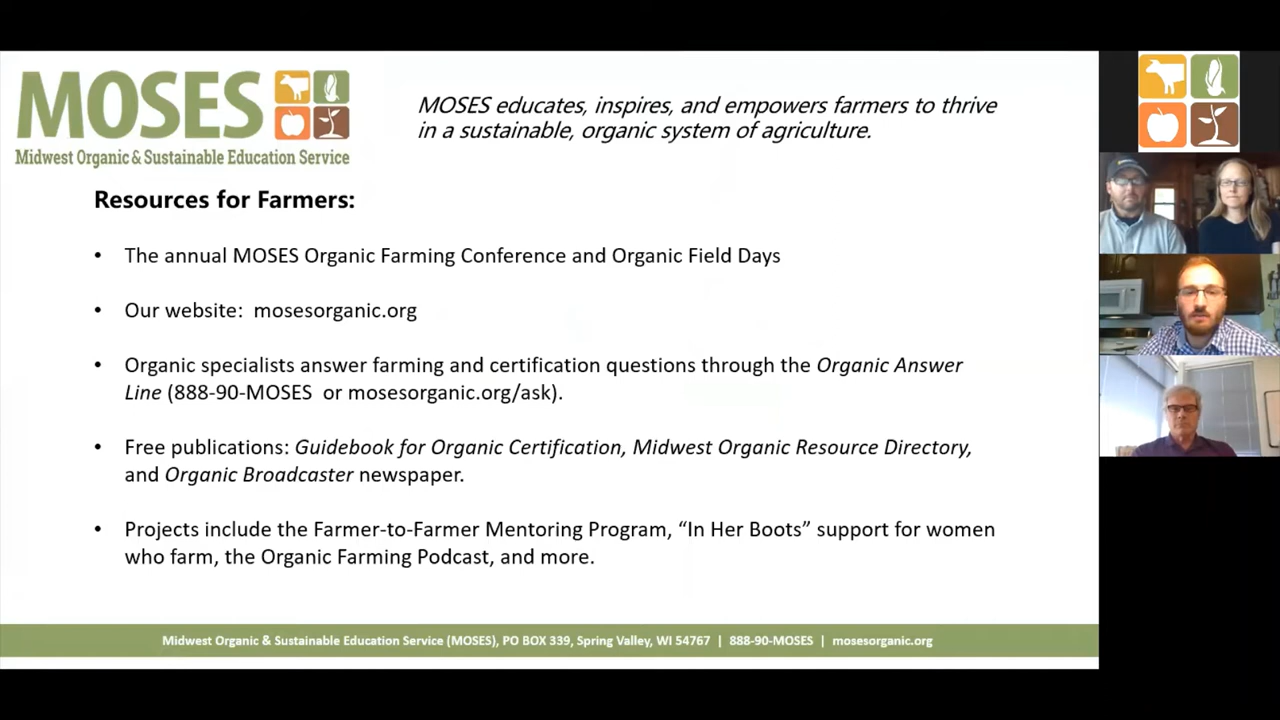 MOSES
Midwest Organic & Sustainable Education Service
MOSES educates, inspires, and empowers farmers to thrive
in a sustainable, organic system of agriculture.
Resources for Farmers:
• The annual MOSES Organic Farming Conference and Organic Field Days
• Our website: mosesorganic.org
• Organic specialists answer farming and certification questions through the Organic Answer
Line (888-90-MOSES or mosesorganic.org/ask).
• Free publications: Guidebook for Organic Certification, Midwest Organic Resource Directory,
and Organic Broadcaster newspaper.
• Projects include the Farmer-to-Farmer Mentoring Program, “In Her Boots” support for women
who farm, the Organic Farming Podcast, and more.
Midwest Organic & Sustainable Education Service (MOSES), PO BOX 339, Spring Valley, WI 54767 | 888-90-MOSES | mosesorganic.org